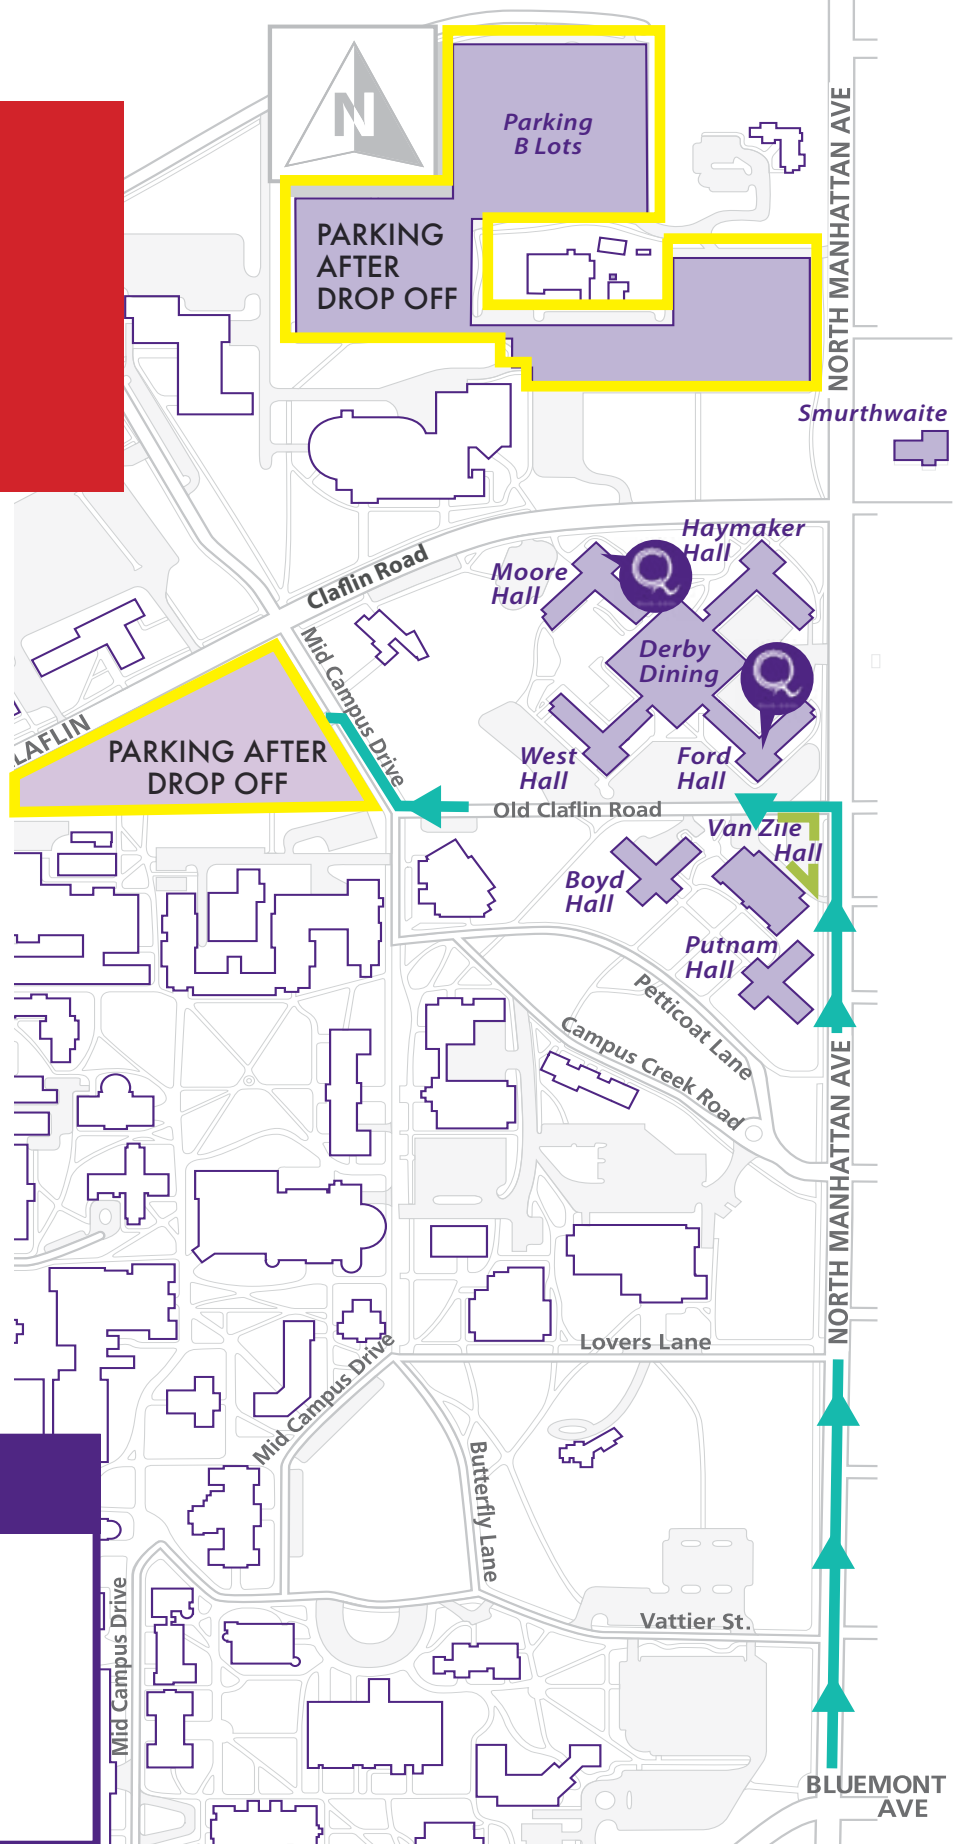 N
Parking
B Lots
NORTH MANHATTAN AVE
PARKING
AFTER
DROP OFF
Smurthwaite
Haymaker
Hall
Moore
Hall
Q
Claflin Road
Derby
Dining
Q
Mid Campus Drive
LAFLIN
PARKING AFTER
DROP OFF
West
Hall
Ford
Hall
Old Claflin Road
Van Zile
Hall
Boyd
Hall
Putnam
Hall
Petticoat Lane
Campus Creek Road
NORTH MANHATTAN AVE
Lovers Lane
Mid Campus Drive
Butterfly Lane
Mid Campus Drive
Vattier St.
BLUEMONT
AVE